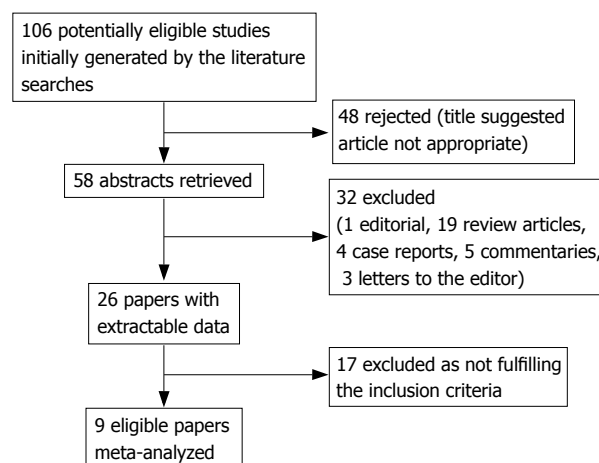 106 potentially eligible studies
initially generated by the literature
searches
48 rejected (title suggested
article not appropriate)
58 abstracts retrieved
32 excluded
(1 editorial, 19 review articles,
4 case reports, 5 commentaries,
3 letters to the editor)
26 papers with
extractable data
17 excluded as not fulfilling
the inclusion criteria
9 eligible papers
meta-analyzed